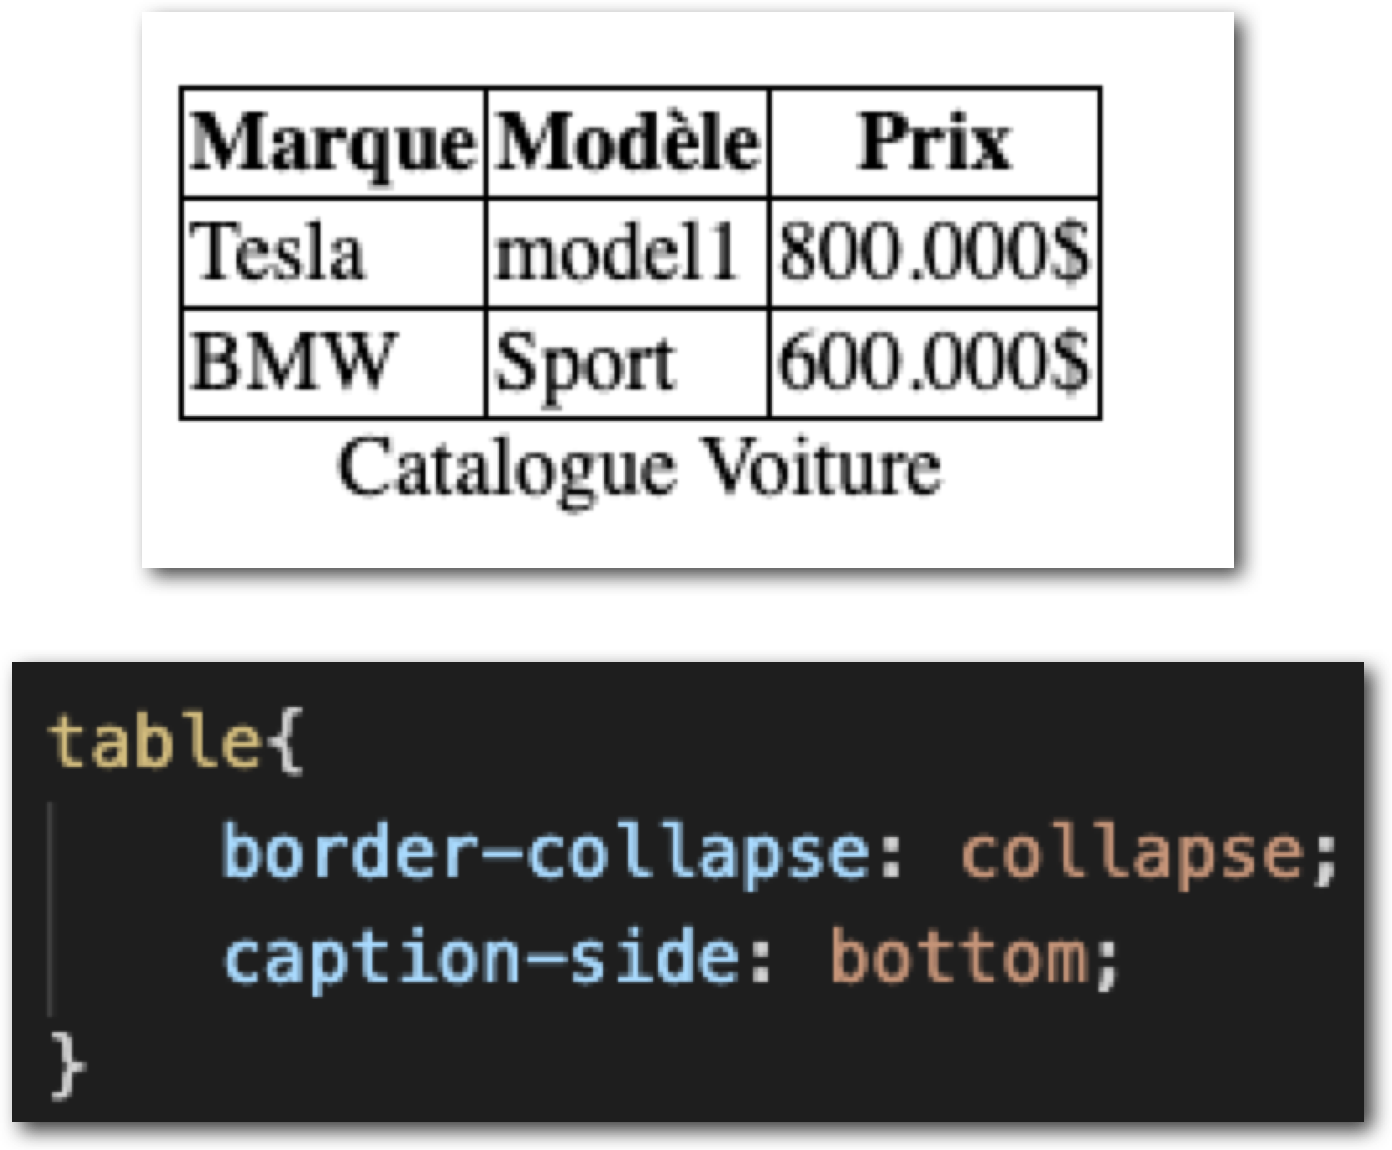 Marque Modèle Prix
Tesla model1 800.000$
BMW Sport 600.000$
Catalogue Voiture
table{
border-collapse: collapse;
caption-side: bottom;
}